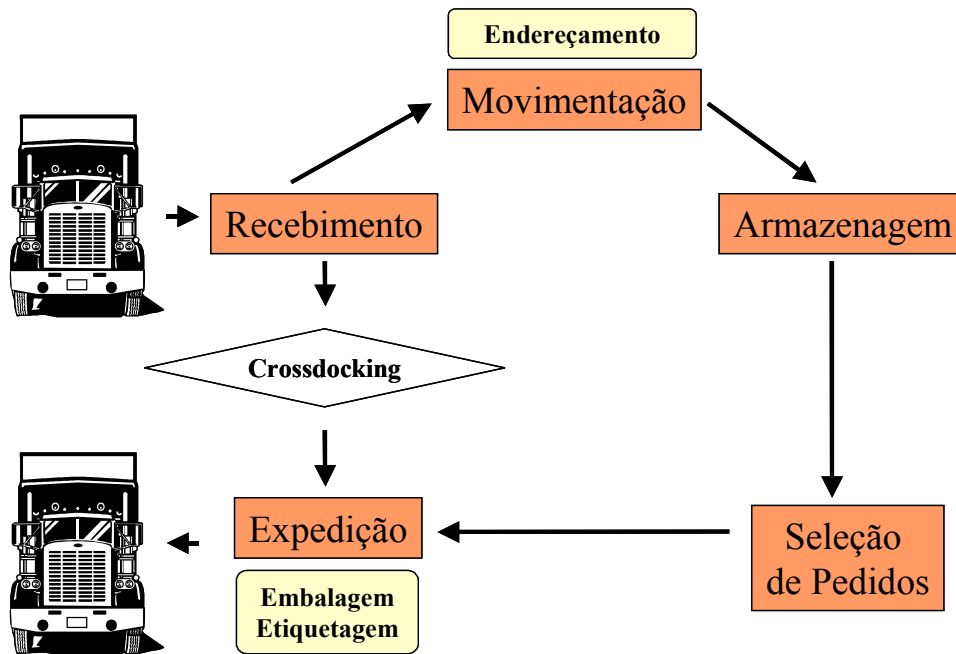 Endereçamento
Movimentação
Recebimento
Armazenagem
Crossdocking
Expedição
Seleção
de Pedidos
Embalagem
Etiquetagem